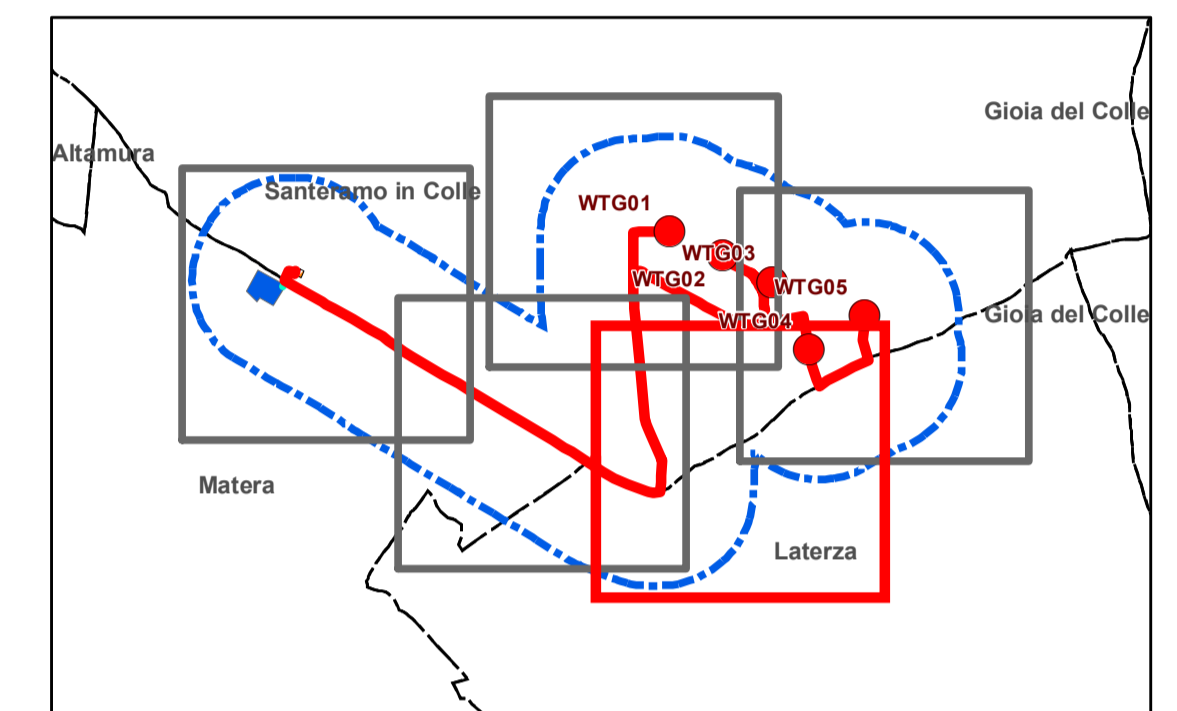 Gioia del Colle
Altamura
Santeramo in Colle
WTG01
WTG03
WTG02
WTG05
WTG04
Gioia del Colle
Matera
Laterza